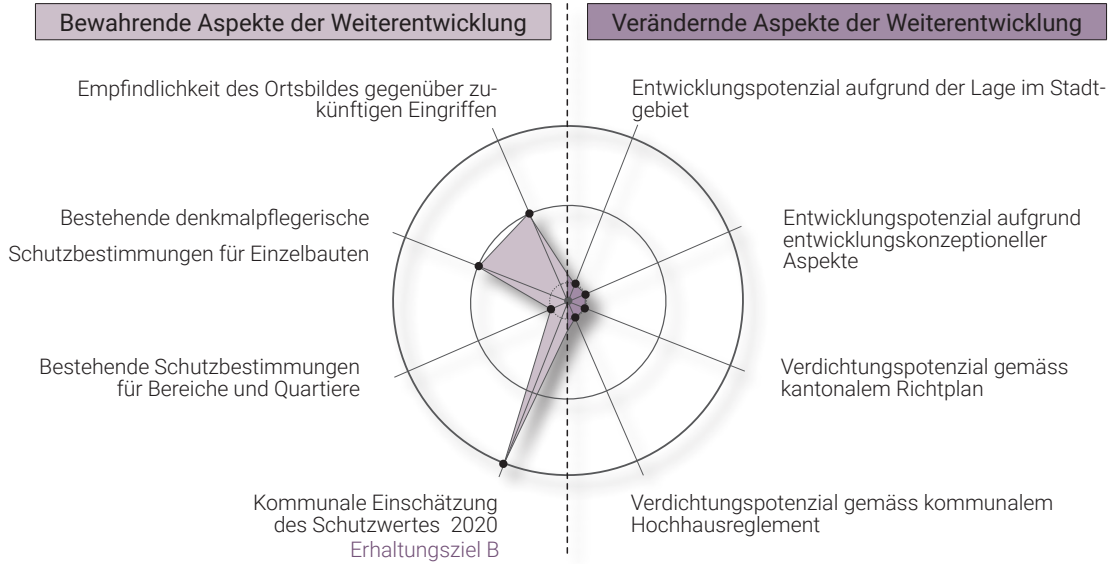 Bewahrende Aspekte der Weiterentwicklung
Verändernde Aspekte der Weiterentwicklung
Empfindlichkeit des Ortsbildes gegenüber zu-
künftigen Eingriffen
Entwicklungspotenzial aufgrund der Lage im Stadt-
gebiet
Bestehende denkmalpflegerische
Schutzbestimmungen für Einzelbauten
Entwicklungspotenzial aufgrund
entwicklungskonzeptioneller
Aspekte
Bestehende Schutzbestimmungen
für Bereiche und Quartiere
Verdichtungspotenzial gemäss
kantonalem Richtplan
Kommunale Einschätzung
des Schutzwertes 2020
Erhaltungsziel B
Verdichtungspotenzial gemäss kommunalem
Hochhausreglement